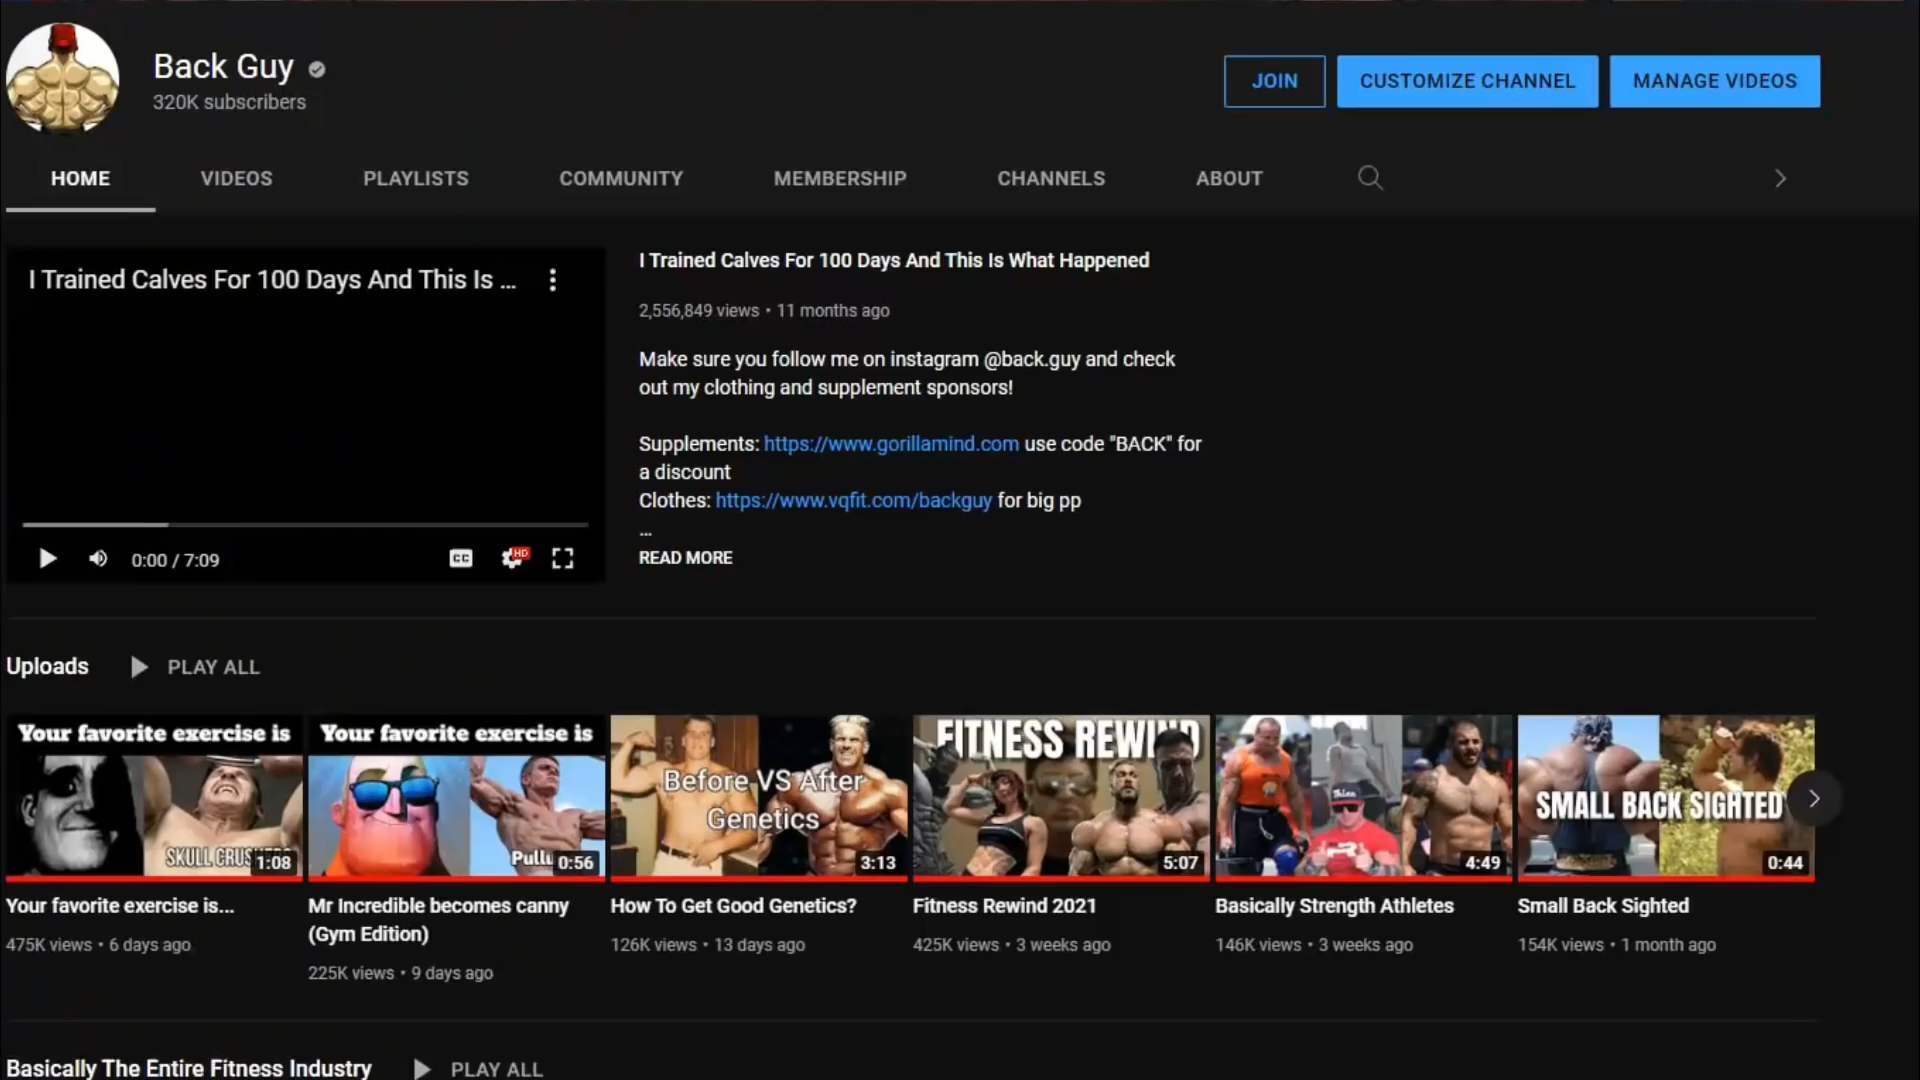 Back Guy
320K subscribers
JOIN
CUSTOMIZE CHANNEL
MANAGE VIDEOS
HOME
VIDEOS
PLAYLISTS
COMMUNITY
MEMBERSHIP
CHANNELS
ABOUT
I Trained Calves For 100 Days And This Is ...
0:00 / 7:09
CC
HD
I Trained Calves For 100 Days And This Is What Happened
2,556,849 views • 11 months ago
Make sure you follow me on instagram @back.guy and check
out my clothing and supplement sponsors!
Supplements: https://www.gorillamind.com use code "BACK" for
a discount
Clothes: https://www.vqfit.com/backguy for big pp
...
READ MORE
Uploads
PLAY ALL
Your favorite exercise is
SKULL CRUSHERS
1:08
Your favorite exercise is...
475K views • 6 days ago
Your favorite exercise is
Pullu
0:56
Mr Incredible becomes canny
(Gym Edition)
225K views • 9 days ago
Before VS After
Genetics
3:13
How To Get Good Genetics?
126K views • 13 days ago
FITNESS REWIND
5:07
Fitness Rewind 2021
425K views • 3 weeks ago
4:49
Basically Strength Athletes
146K views • 3 weeks ago
SMALL BACK SIGHTED
0:44
Small Back Sighted
154K views • 1 month ago
Basically The Entire Fitness Industry
PLAY ALL